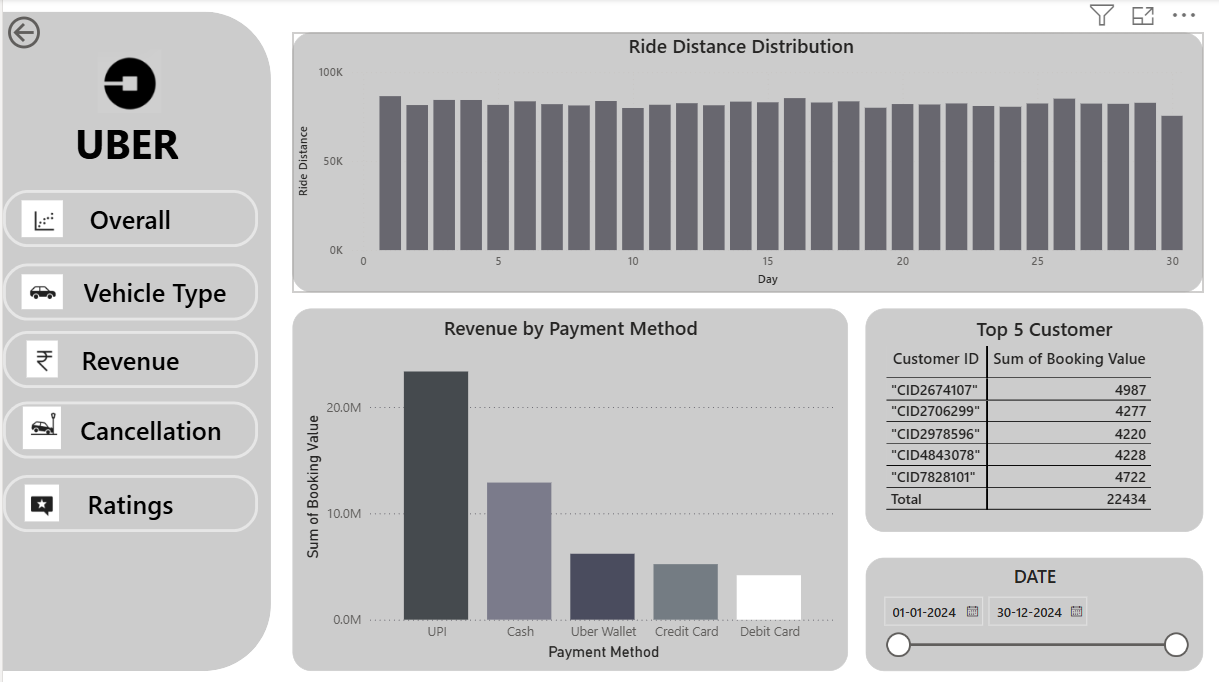 UBER
Overall
Vehicle Type
Revenue
Cancellation
Ratings
Ride Distance Distribution
Ride Distance
100K
50K
0K
0 5 10 15 20 25 30
Day
Revenue by Payment Method
Sum of Booking Value
20.0M
10.0M
0.0M
UPI Cash Uber Wallet Credit Card Debit Card
Payment Method
Top 5 Customer
Customer ID Sum of Booking Value
"CID2674107" 4987
"CID2706299" 4277
"CID2978596" 4220
"CID4843078" 4228
"CID7828101" 4722
Total 22434
DATE
01-01-2024 30-12-2024